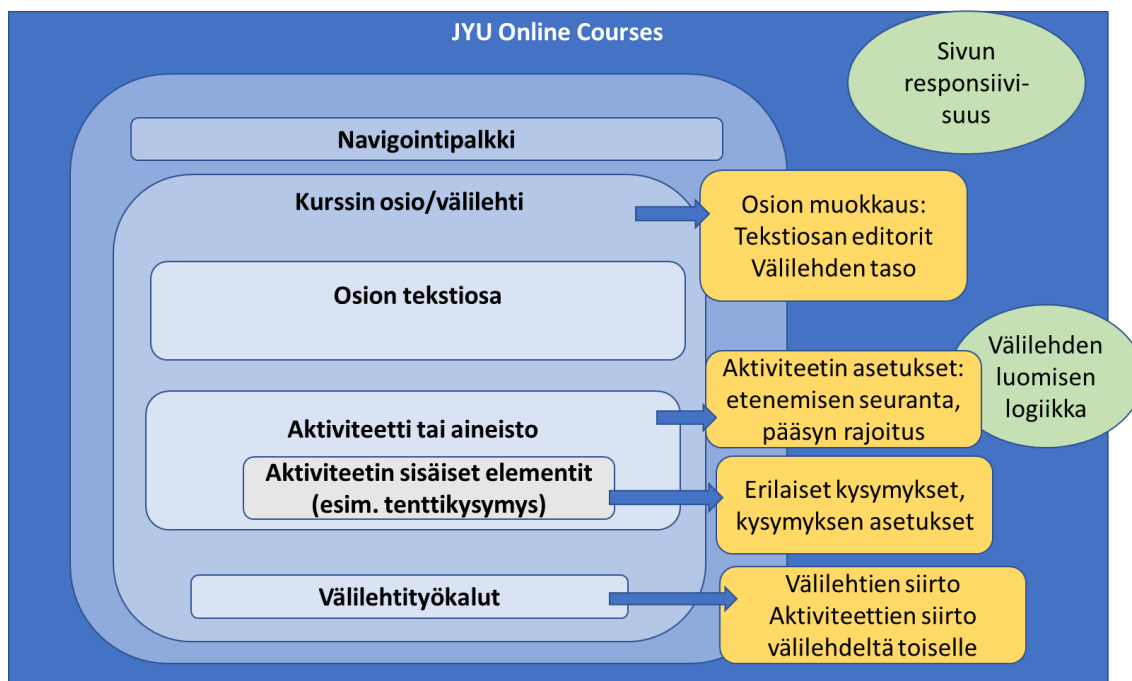 JYU Online Courses
Sivun
responsiivi-
suus
Navigointipalkki
Kurssin osio/välilehti
Osion muokkaus:
Tekstiosan editorit
Välilehden taso
Osion tekstiosa
Välilehden
luomisen
logiikka
Aktiviteetin asetukset:
etenemisen seuranta,
pääsyn rajoitus
Aktiviteetti tai aineisto
Aktiviteetin sisäiset elementit
(esim. tenttikysymys)
Erilaiset kysymykset,
kysymyksen asetukset
Välilehtityökalut
Välilehtien siirto
Aktiviteettien siirto
välilehdeltä toiselle